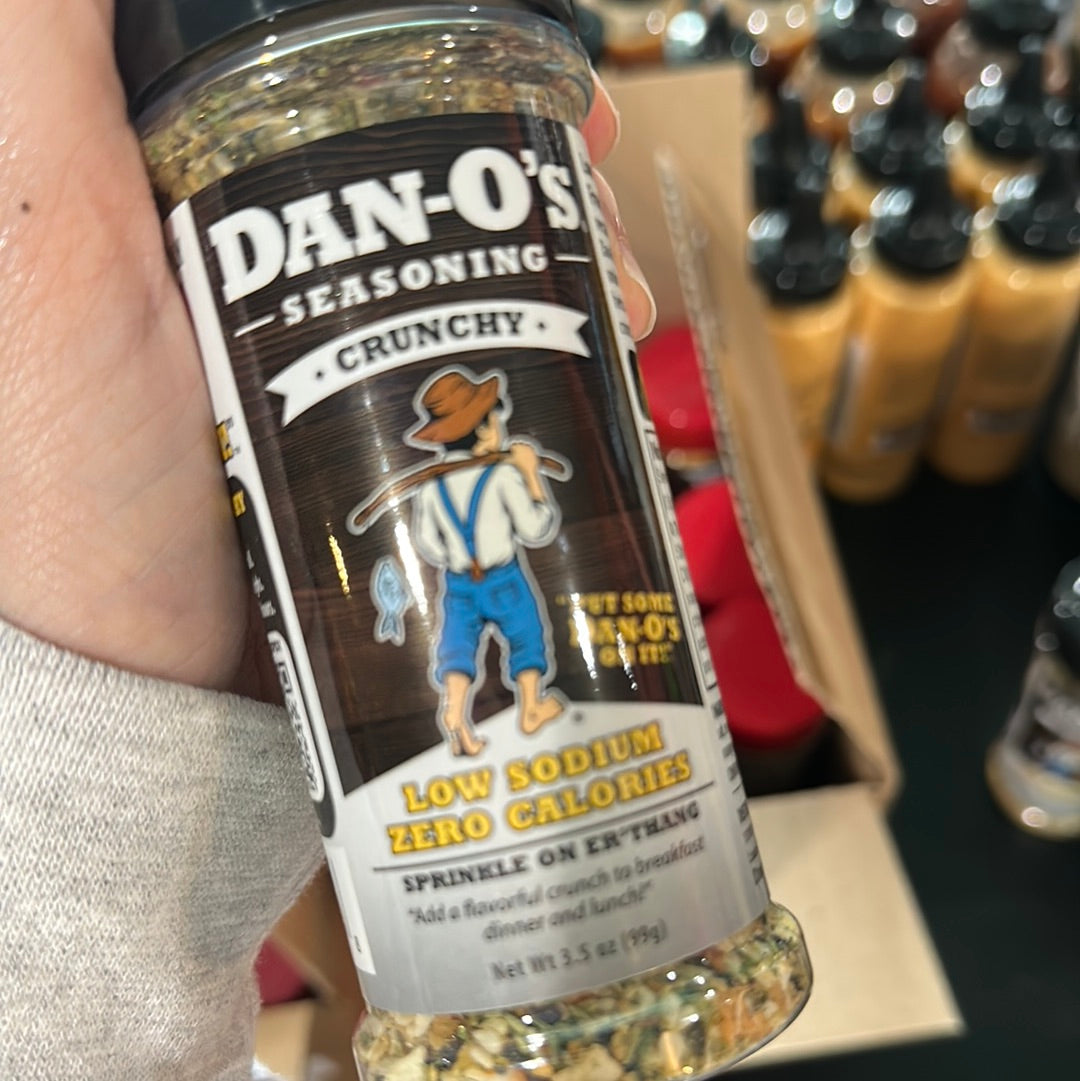 DAN-O's
SEASONING
• CRUNCHY •
"PUT SOME
DAN-O's
ON IT!"
LOW SODIUM
ZERO CALORIES
SPRINKLE ON ER'THANG
"Add a flavorful crunch to breakfast
dinner and lunch!"
Net Wt 3.5 oz (99g)